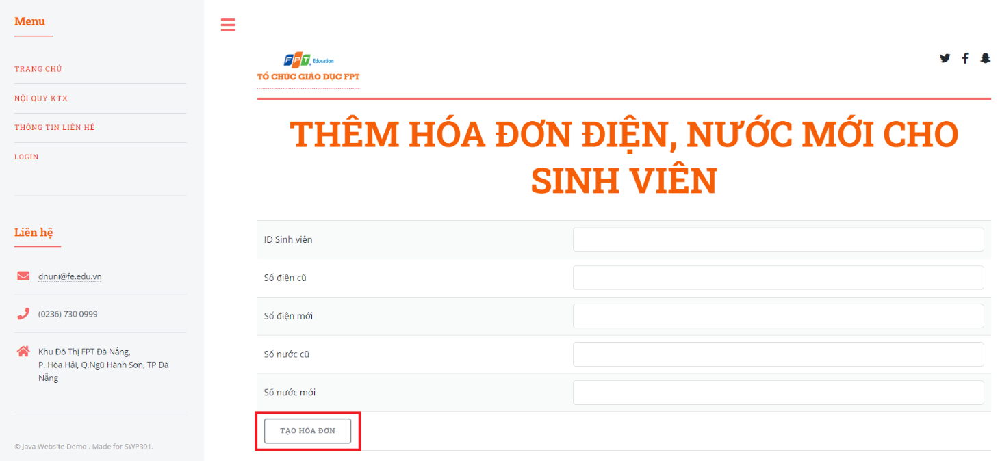 Menu
TRANG CHỦ
NỘI QUY KTX
THÔNG TIN LIÊN HỆ
LOGIN
Liên hệ
dnuni@fe.edu.vn
(0236) 730 0999
Khu Đô Thị FPT Đà Nẵng,
P. Hòa Hải, Q.Ngũ Hành Sơn, TP Đà
Nẵng
© Java Website Demo . Made for SWP391.
FPT Education
TỔ CHỨC GIÁO DỤC FPT
THÊM HÓA ĐƠN ĐIỆN, NƯỚC MỚI CHO
SINH VIÊN
ID Sinh viên
Số điện cũ
Số điện mới
Số nước cũ
Số nước mới
TẠO HÓA ĐƠN